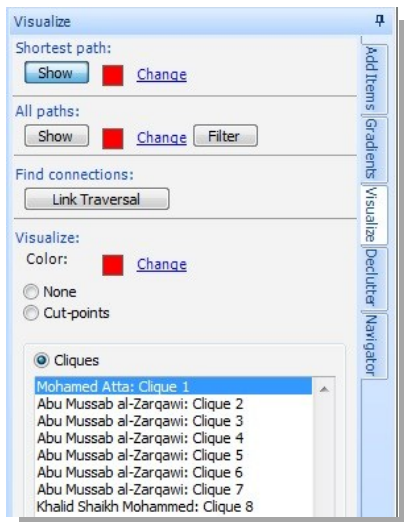 Visualize
Shortest path:
Show Change
All paths:
Show Change Filter
Find connections:
Link Traversal
Visualize:
Color: Change
None
Cut-points
Cliques
Mohamed Atta: Clique 1
Abu Mussab al-Zarqawi: Clique 2
Abu Mussab al-Zarqawi: Clique 3
Abu Mussab al-Zarqawi: Clique 4
Abu Mussab al-Zarqawi: Clique 5
Abu Mussab al-Zarqawi: Clique 6
Abu Mussab al-Zarqawi: Clique 7
Khalid Shaikh Mohammed: Clique 8
Add Items
Gradients
Visualize
Declutter
Navigator